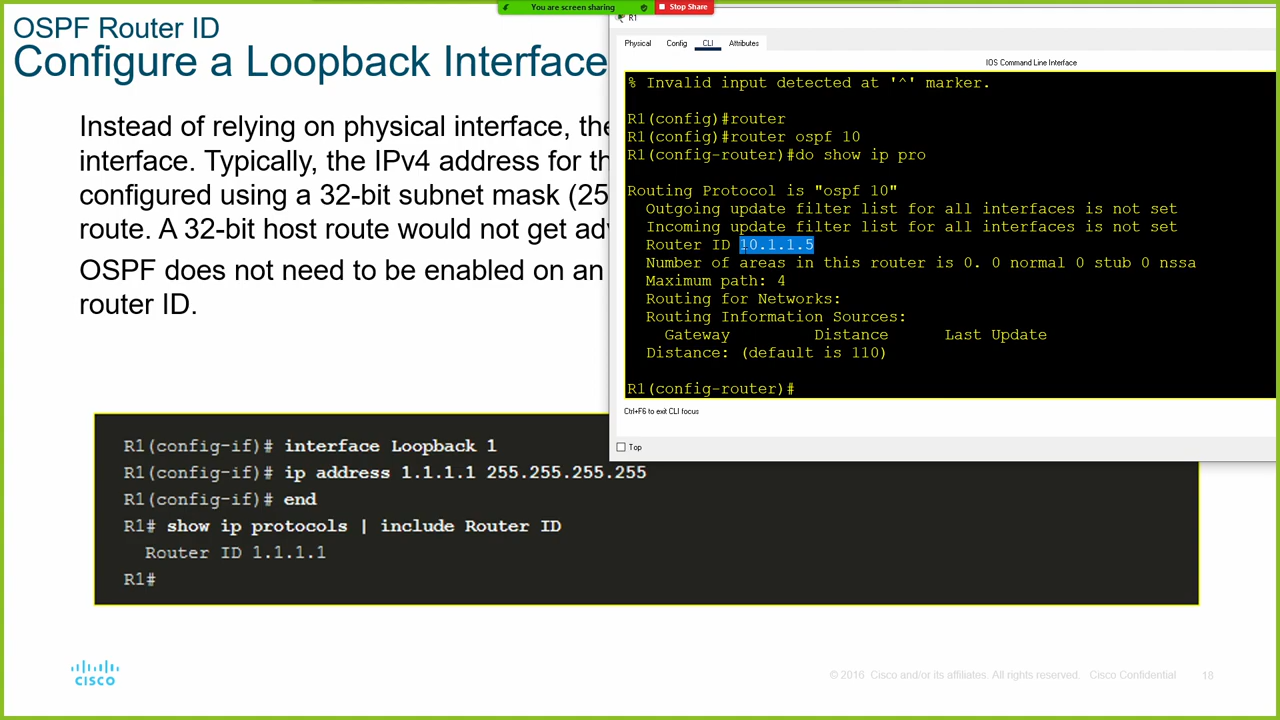 You are screen sharing
Stop Share
OSPF Router ID
Configure a Loopback Interface
Instead of relying on physical interface, the
interface. Typically, the IPv4 address for th
configured using a 32-bit subnet mask (25
route. A 32-bit host route would not get adv
OSPF does not need to be enabled on an
router ID.
R1
Physical Config CLI Attributes
IOS Command Line Interface
% Invalid input detected at '^' marker.
R1(config)#router
R1(config)#router ospf 10
R1(config-router)#do show ip pro
Routing Protocol is "ospf 10"
Outgoing update filter list for all interfaces is not set
Incoming update filter list for all interfaces is not set
Router ID 10.1.1.5
Number of areas in this router is 0. 0 normal 0 stub 0 nssa
Maximum path: 4
Routing for Networks:
Routing Information Sources:
Gateway Distance Last Update
Distance: (default is 110)
R1(config-router)#
Ctrl+F6 to exit CLI focus
Top
R1(config-if)# interface Loopback 1
R1(config-if)# ip address 1.1.1.1 255.255.255.255
R1(config-if)# end
R1# show ip protocols | include Router ID
Router ID 1.1.1.1
R1#
CISCO
© 2016 Cisco and/or its affiliates. All rights reserved. Cisco Confidential
18